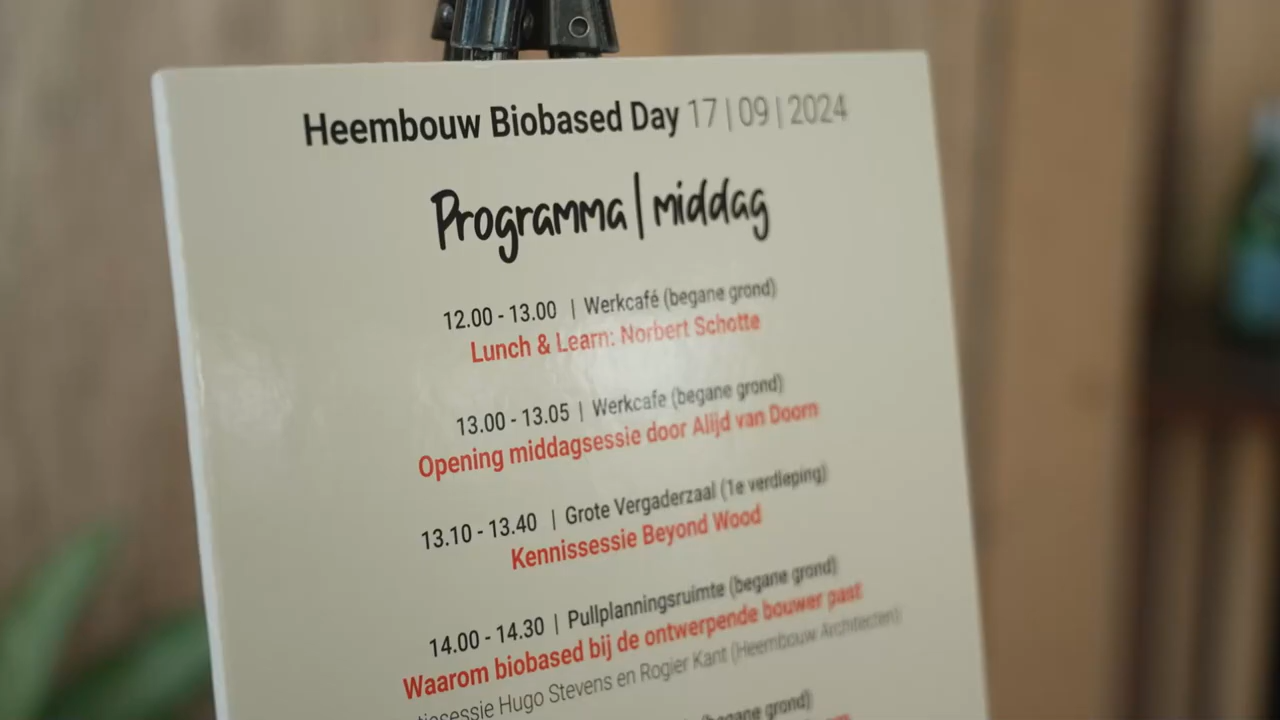 Heembouw Biobased Day 17 | 09 | 2024
Programma | middag
12.00 - 13.00 | Werkcafé (begane grond)
Lunch & Learn: Norbert Schotte
13.00 - 13.05 | Werkcafe (begane grond)
Opening middagsessie door Alijd van Doorn
13.10 - 13.40 | Grote Vergaderzaal (1e verdieping)
Kennissessie Beyond Wood
14.00 - 14.30 | Pullplanningsruimte (begane grond)
Waarom biobased bij de ontwerpende bouwer past
Hugo Stevens en Rogier Kant (Heembouw Architecten)
(begane grond)